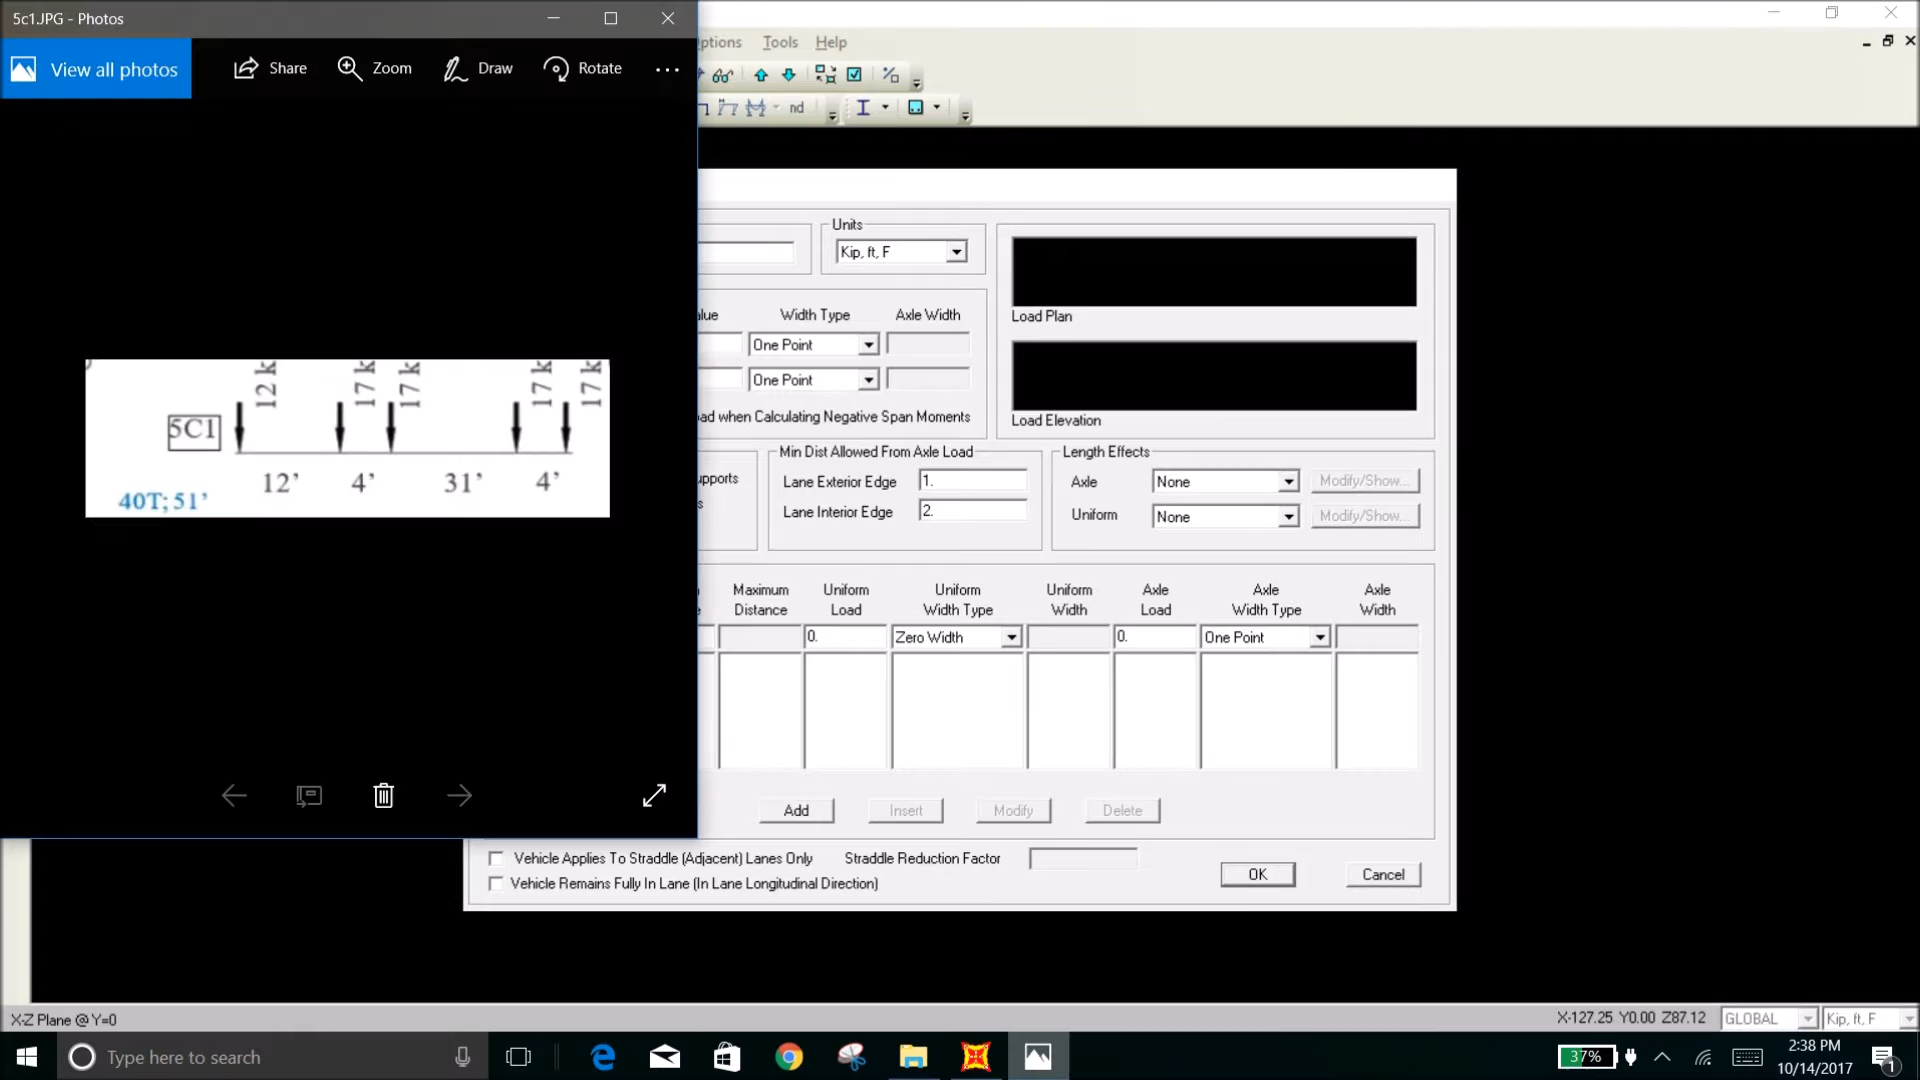 5c1.JPG - Photos
View all photos
Share
Zoom
Draw
Rotate
Tools
Help
nd
12 k
17 k
17 k
17 k
17 k
5C1
12’
4’
31’
4’
40T; 51’
Units
Kip, ft, F
Width Type
Axle Width
One Point
One Point
when Calculating Negative Span Moments
Load Plan
Load Elevation
Min Dist Allowed From Axle Load
Lane Exterior Edge
1.
Lane Interior Edge
2.
Length Effects
Axle
None
Modify/Show...
Uniform
None
Modify/Show...
Maximum Distance
Uniform Load
Uniform Width Type
Uniform Width
Axle Load
Axle Width Type
Axle Width
0.
Zero Width
0.
One Point
Add
Insert
Modify
Delete
Vehicle Applies To Straddle (Adjacent) Lanes Only
Straddle Reduction Factor
Vehicle Remains Fully In Lane (In Lane Longitudinal Direction)
OK
Cancel
X-Z Plane @ Y=0
X-127.25 Y0.00 Z87.12
GLOBAL
Kip, ft, F
Type here to search
37%
2:38 PM
10/14/2017
1